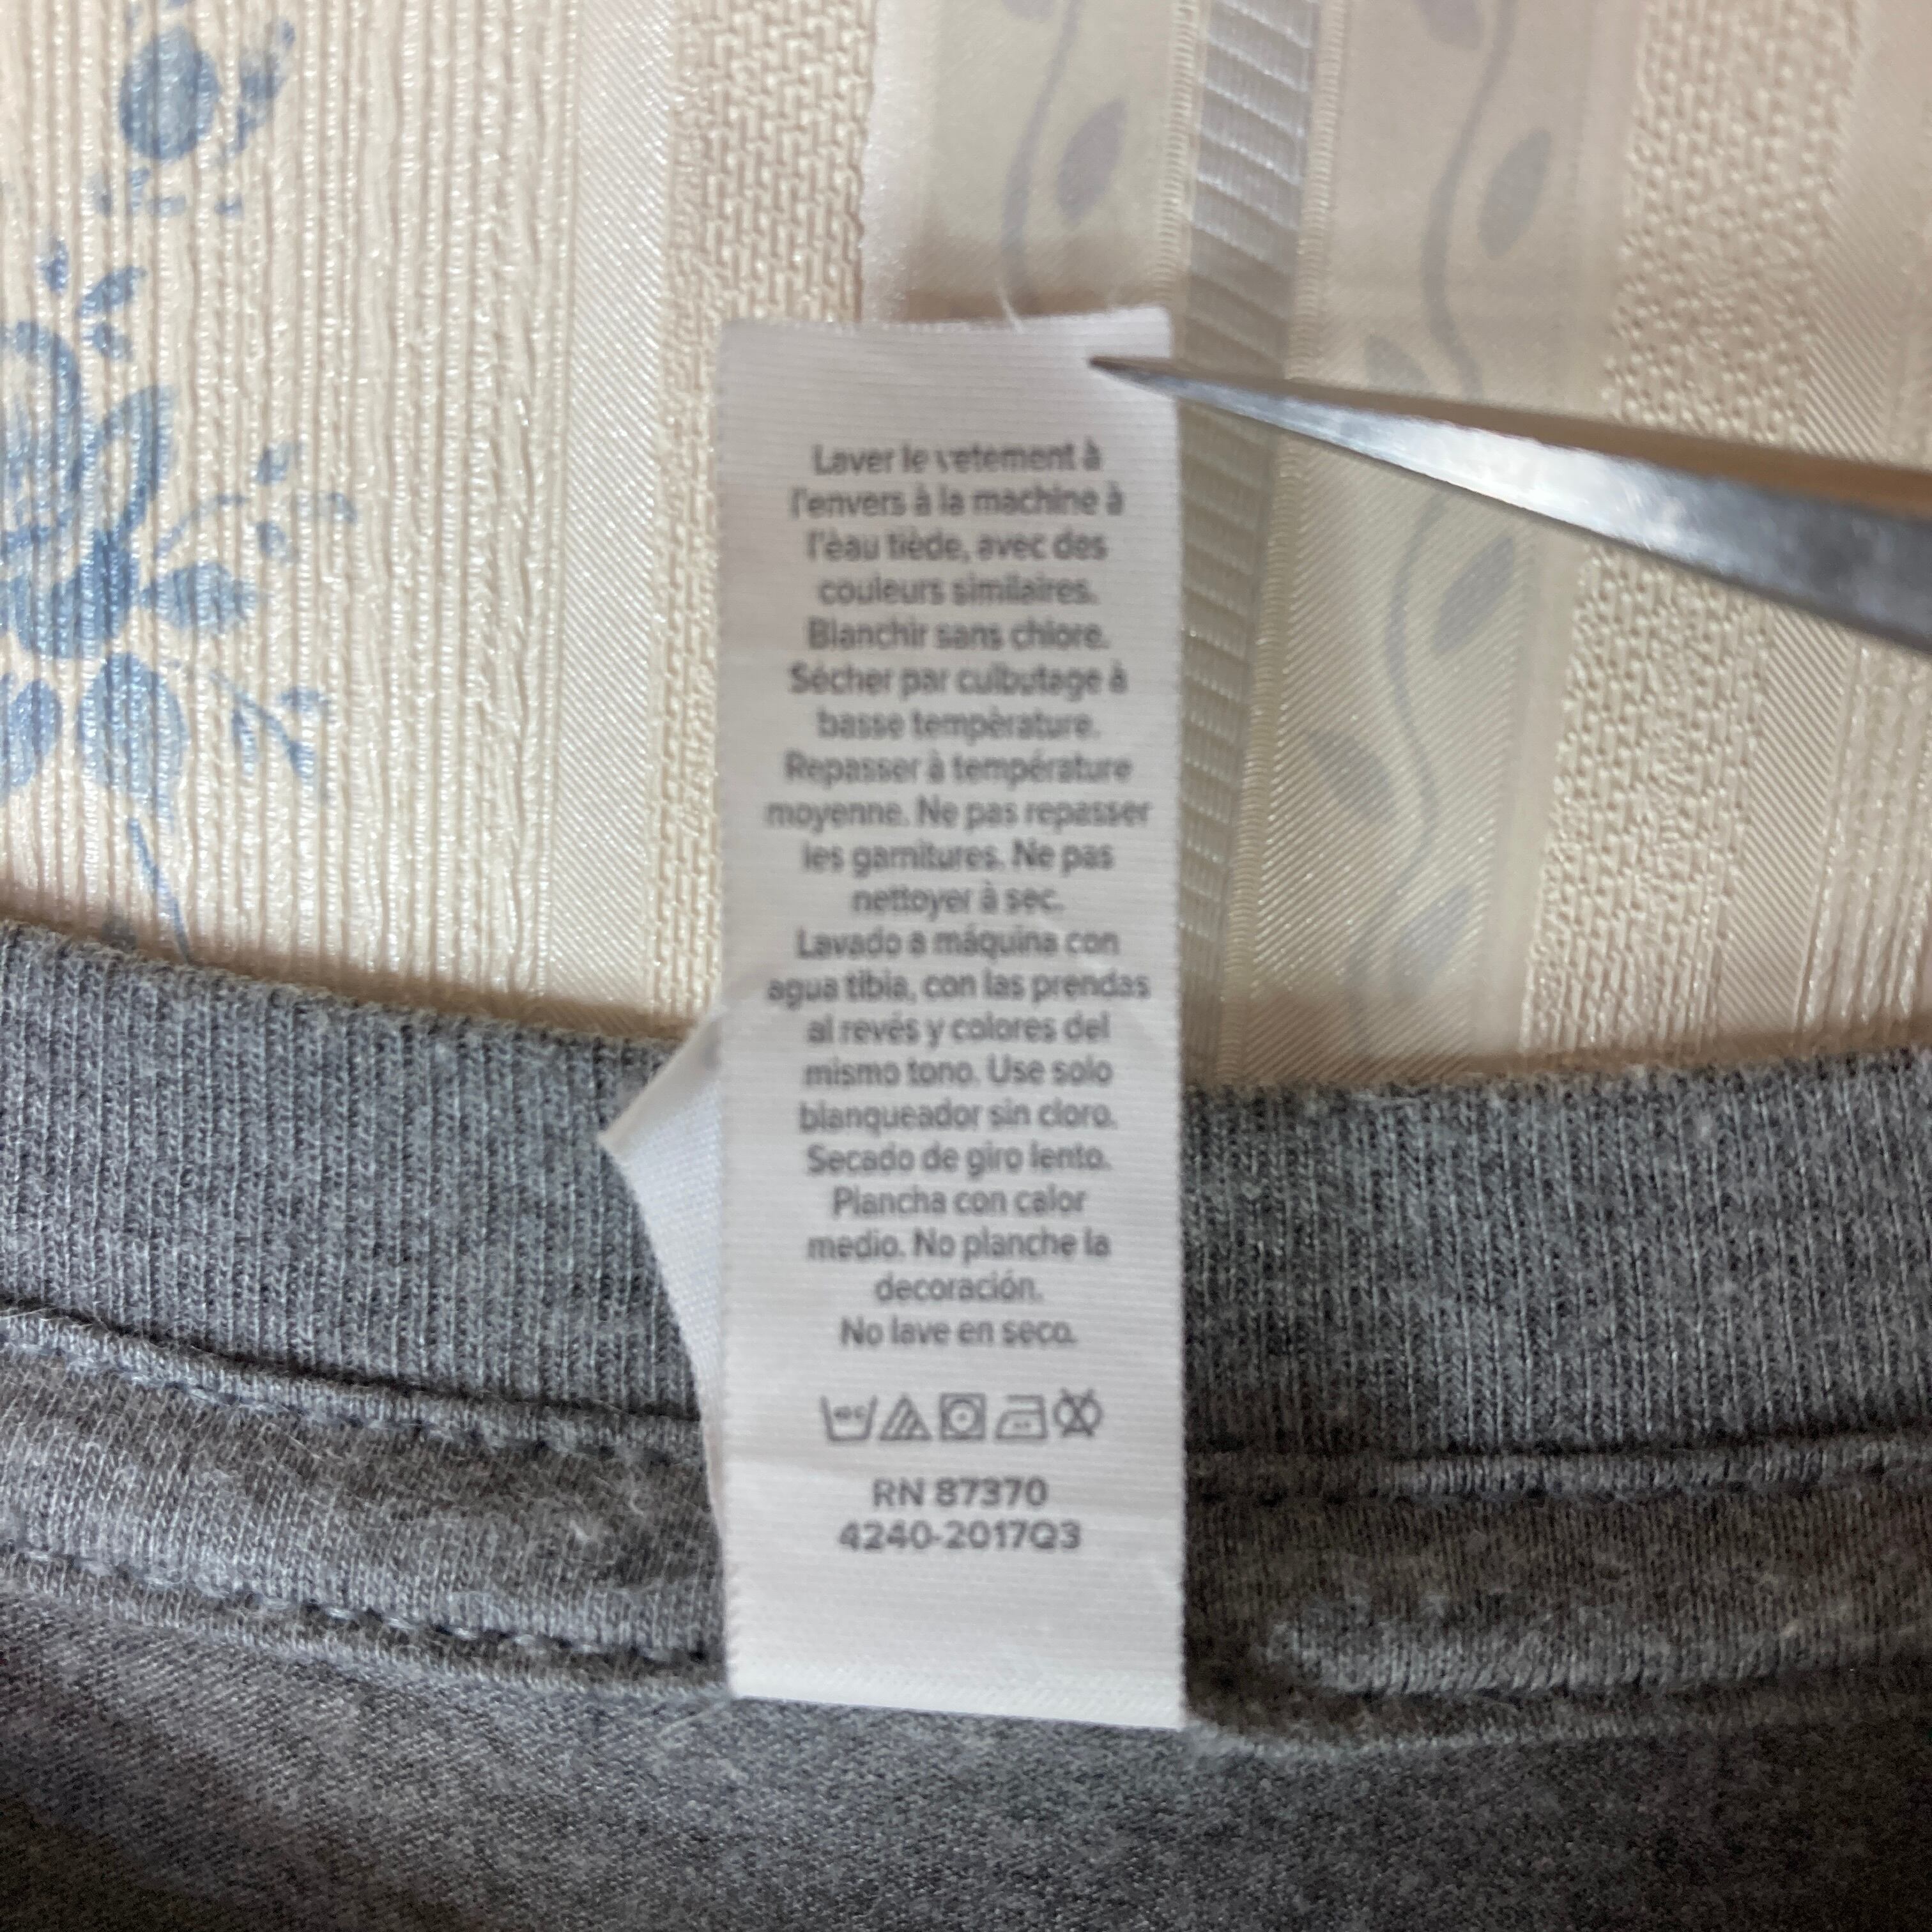 Laver le vetement à
l'envers à la machine à
l'èau tiède, avec des
couleurs similaires.
Blanchir sans chlore.
Sècher par culbutage à
basse tempèrature.
Repasser à température
moyenne. Ne pas repasser
les garnitures. Ne pas
nettoyer à sec.
Lavado a máquina con
agua tibia, con las prendas
al revés y colores del
mismo tono. Use solo
blanqueador sin cloro.
Secado de giro lento.
Plancha con calor
medio. No planche la
decoración.
No lave en seco.
RN 87370
4240-2017Q3